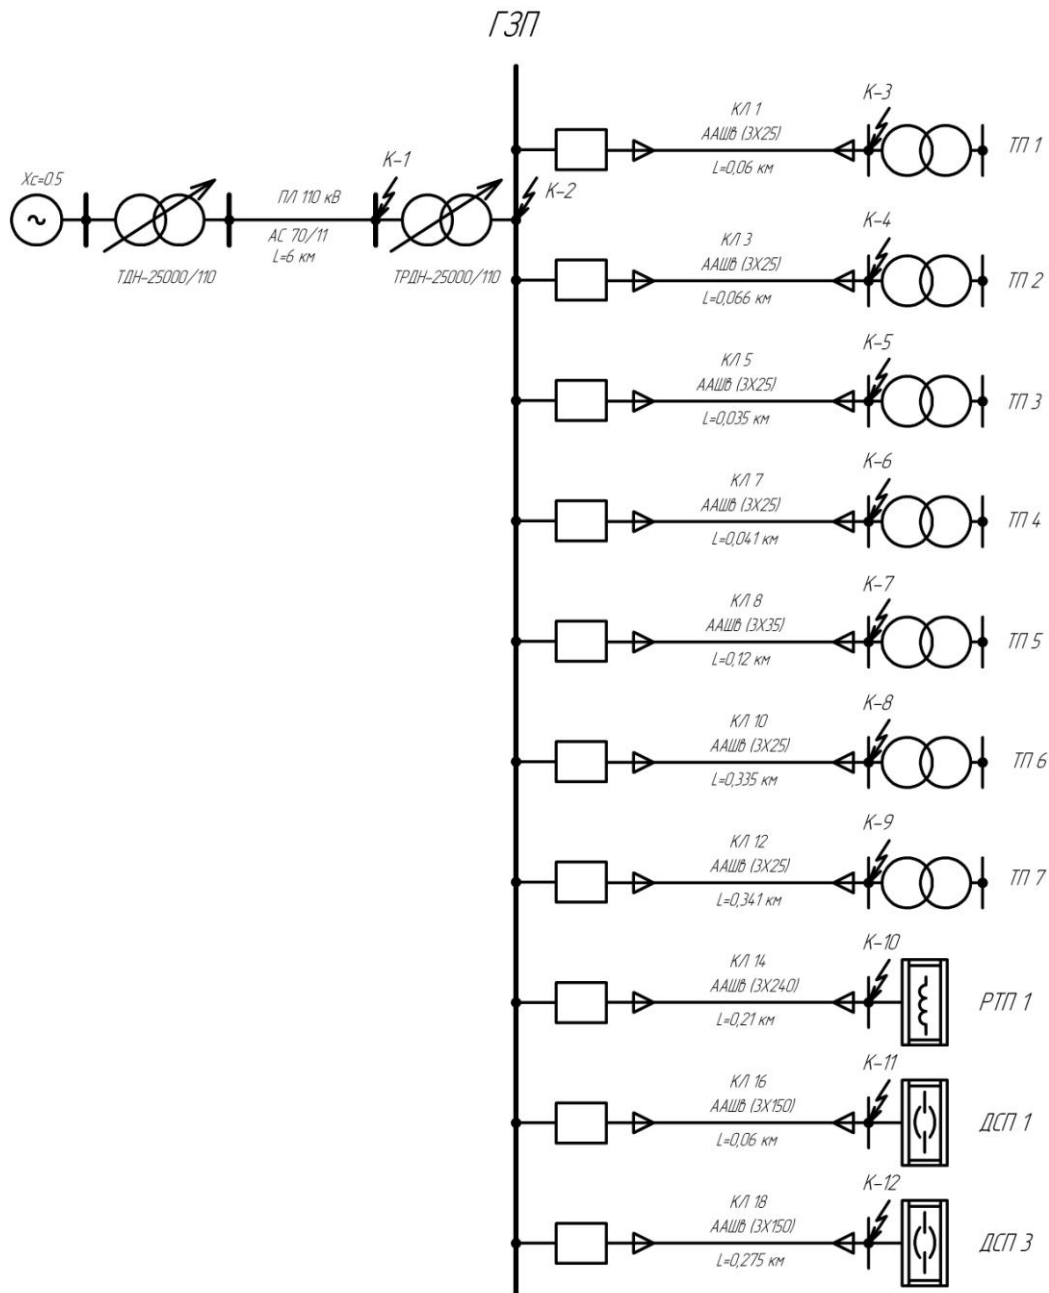 ГЗП
Xc=0.5
ТДН-25000/110
ПЛ 110 кВ
АС 70/11
L=6 км
К-1
ТРДН-25000/110
К-2
КЛ 1
ААШв (3Х25)
L=0,06 км
К-3
ТП 1
КЛ 3
ААШв (3Х25)
L=0,066 км
К-4
ТП 2
КЛ 5
ААШв (3Х25)
L=0,035 км
К-5
ТП 3
КЛ 7
ААШв (3Х25)
L=0,041 км
К-6
ТП 4
КЛ 8
ААШв (3Х35)
L=0,12 км
К-7
ТП 5
КЛ 10
ААШв (3Х25)
L=0,335 км
К-8
ТП 6
КЛ 12
ААШв (3Х25)
L=0,341 км
К-9
ТП 7
КЛ 14
ААШв (3Х240)
L=0,21 км
К-10
РТП 1
КЛ 16
ААШв (3Х150)
L=0,06 км
К-11
ДСП 1
КЛ 18
ААШв (3Х150)
L=0,275 км
К-12
ДСП 3